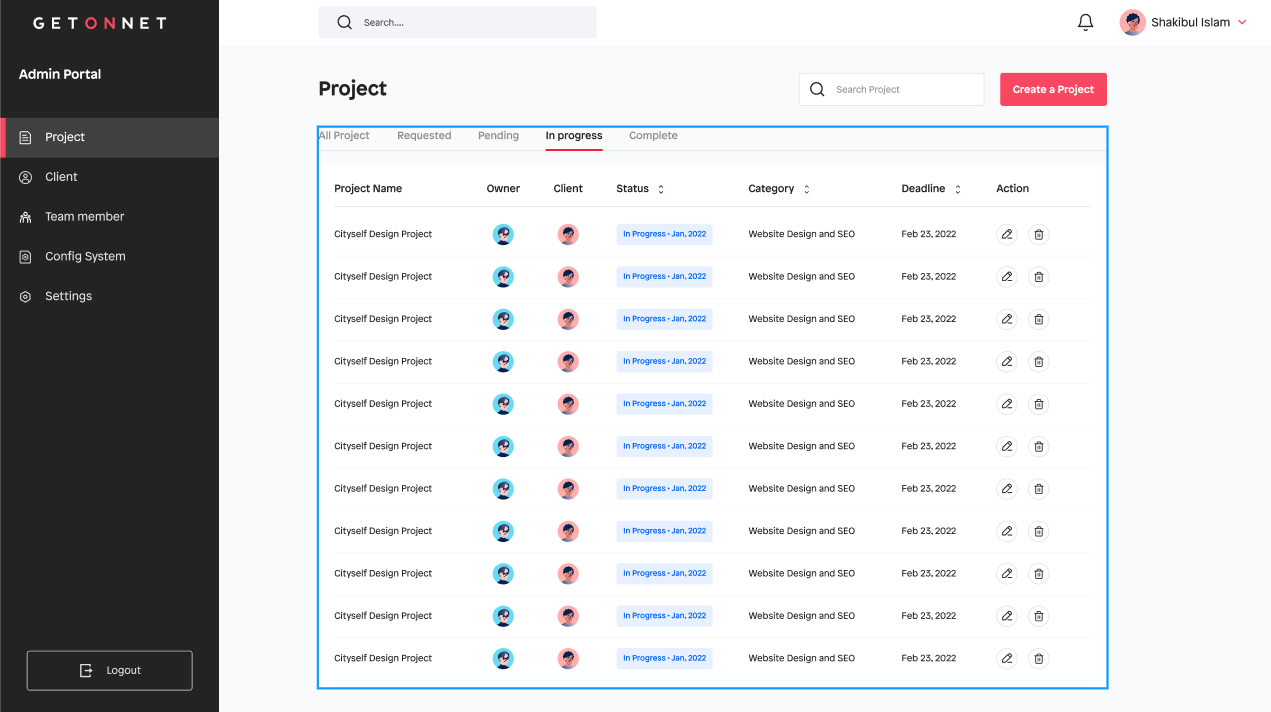 GETONNET
Search....
Shakibul Islam
Admin Portal
Project
Client
Team member
Config System
Settings
Logout
Project
Search Project
Create a Project
All Project Requested Pending In progress Complete
Project Name Owner Client Status Category Deadline Action
Cityself Design Project In Progress • Jan, 2022 Website Design and SEO Feb 23, 2022
Cityself Design Project In Progress • Jan, 2022 Website Design and SEO Feb 23, 2022
Cityself Design Project In Progress • Jan, 2022 Website Design and SEO Feb 23, 2022
Cityself Design Project In Progress • Jan, 2022 Website Design and SEO Feb 23, 2022
Cityself Design Project In Progress • Jan, 2022 Website Design and SEO Feb 23, 2022
Cityself Design Project In Progress • Jan, 2022 Website Design and SEO Feb 23, 2022
Cityself Design Project In Progress • Jan, 2022 Website Design and SEO Feb 23, 2022
Cityself Design Project In Progress • Jan, 2022 Website Design and SEO Feb 23, 2022
Cityself Design Project In Progress • Jan, 2022 Website Design and SEO Feb 23, 2022
Cityself Design Project In Progress • Jan, 2022 Website Design and SEO Feb 23, 2022
Cityself Design Project In Progress • Jan, 2022 Website Design and SEO Feb 23, 2022